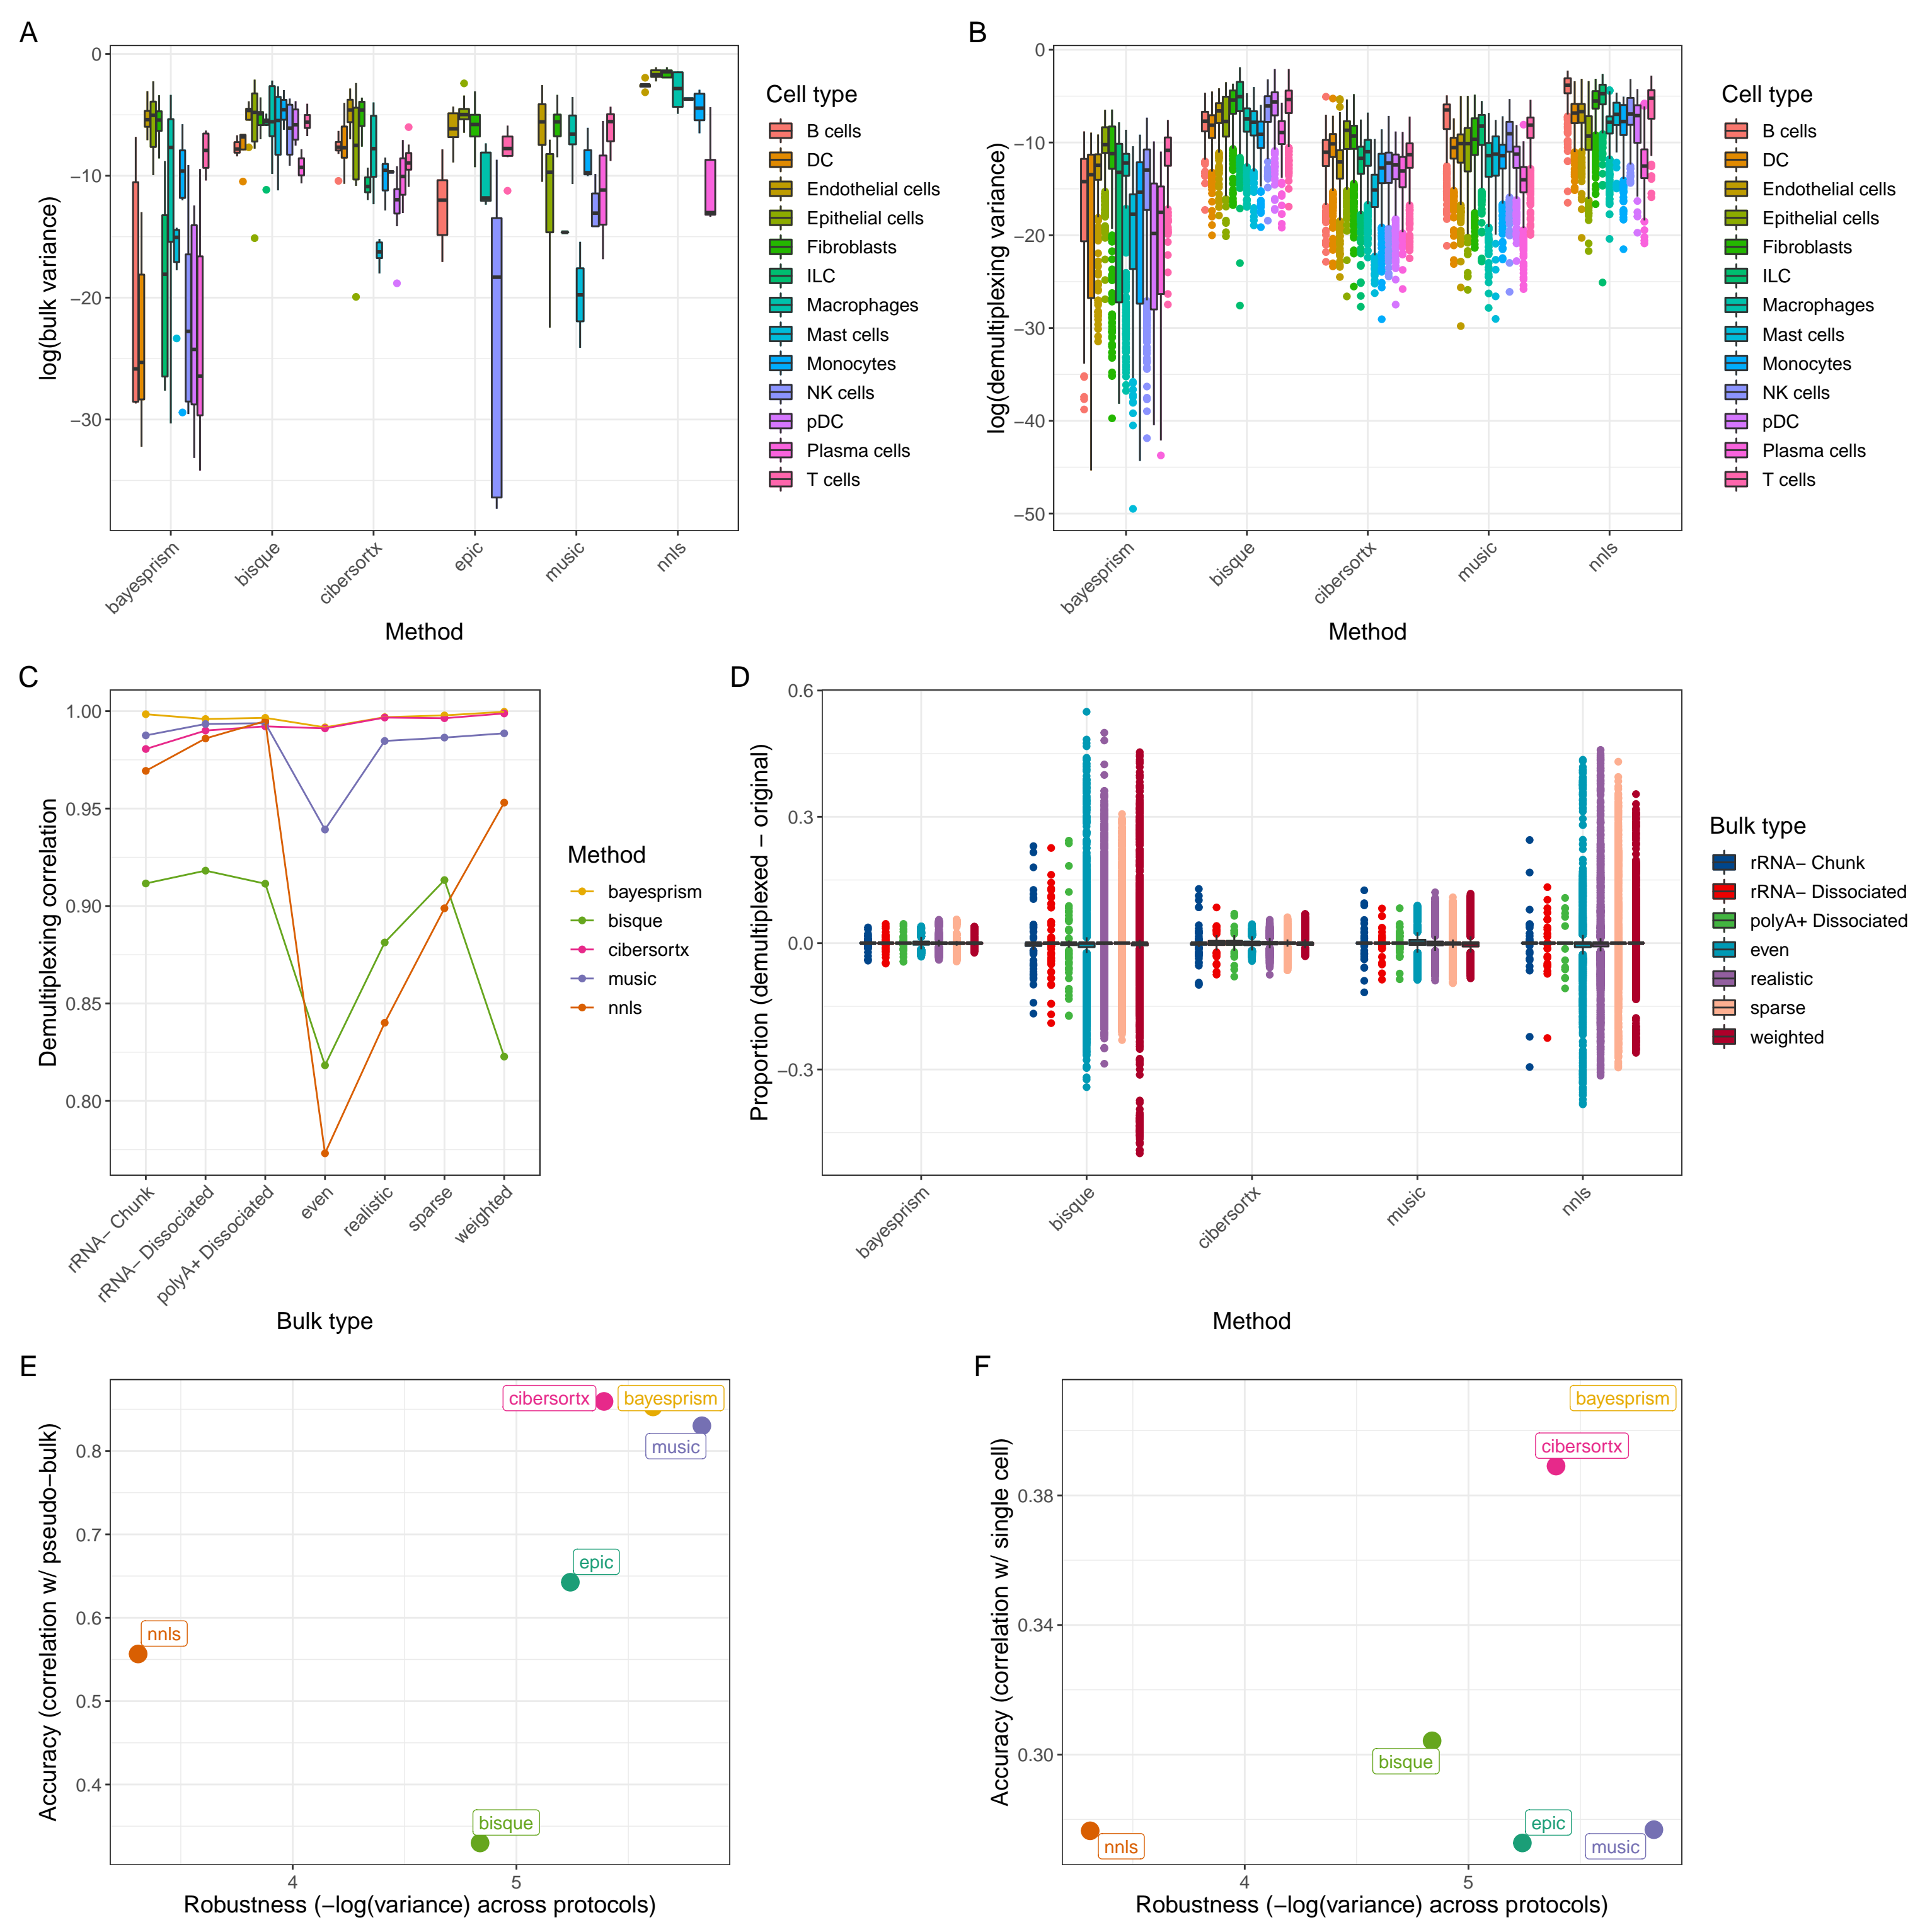 A
0
−10
−20
−30
log(bulk variance)
bayesprism
bisque
cibersortx
epic
music
nnls
Method
Cell type
B cells
DC
Endothelial cells
Epithelial cells
Fibroblasts
ILC
Macrophages
Mast cells
Monocytes
NK cells
pDC
Plasma cells
T cells
B
0
−10
−20
−30
−40
−50
log(demultiplexing variance)
bayesprism
bisque
cibersortx
music
nnls
Method
Cell type
B cells
DC
Endothelial cells
Epithelial cells
Fibroblasts
ILC
Macrophages
Mast cells
Monocytes
NK cells
pDC
Plasma cells
T cells
C
1.00
0.95
0.90
0.85
0.80
Demultiplexing correlation
rRNA− Chunk
rRNA− Dissociated
polyA+ Dissociated
even
realistic
sparse
weighted
Bulk type
Method
bayesprism
bisque
cibersortx
music
nnls
D
0.6
0.3
0.0
−0.3
Proportion (demultiplexed − original)
bayesprism
bisque
cibersortx
music
nnls
Method
Bulk type
rRNA− Chunk
rRNA− Dissociated
polyA+ Dissociated
even
realistic
sparse
weighted
E
0.8
0.7
0.6
0.5
0.4
Accuracy (correlation w/ pseudo−bulk)
cibersortx
bayesprism
music
epic
nnls
bisque
4
5
Robustness (−log(variance) across protocols)
F
0.38
0.34
0.30
Accuracy (correlation w/ single cell)
bayesprism
cibersortx
bisque
epic
nnls
music
4
5
Robustness (−log(variance) across protocols)